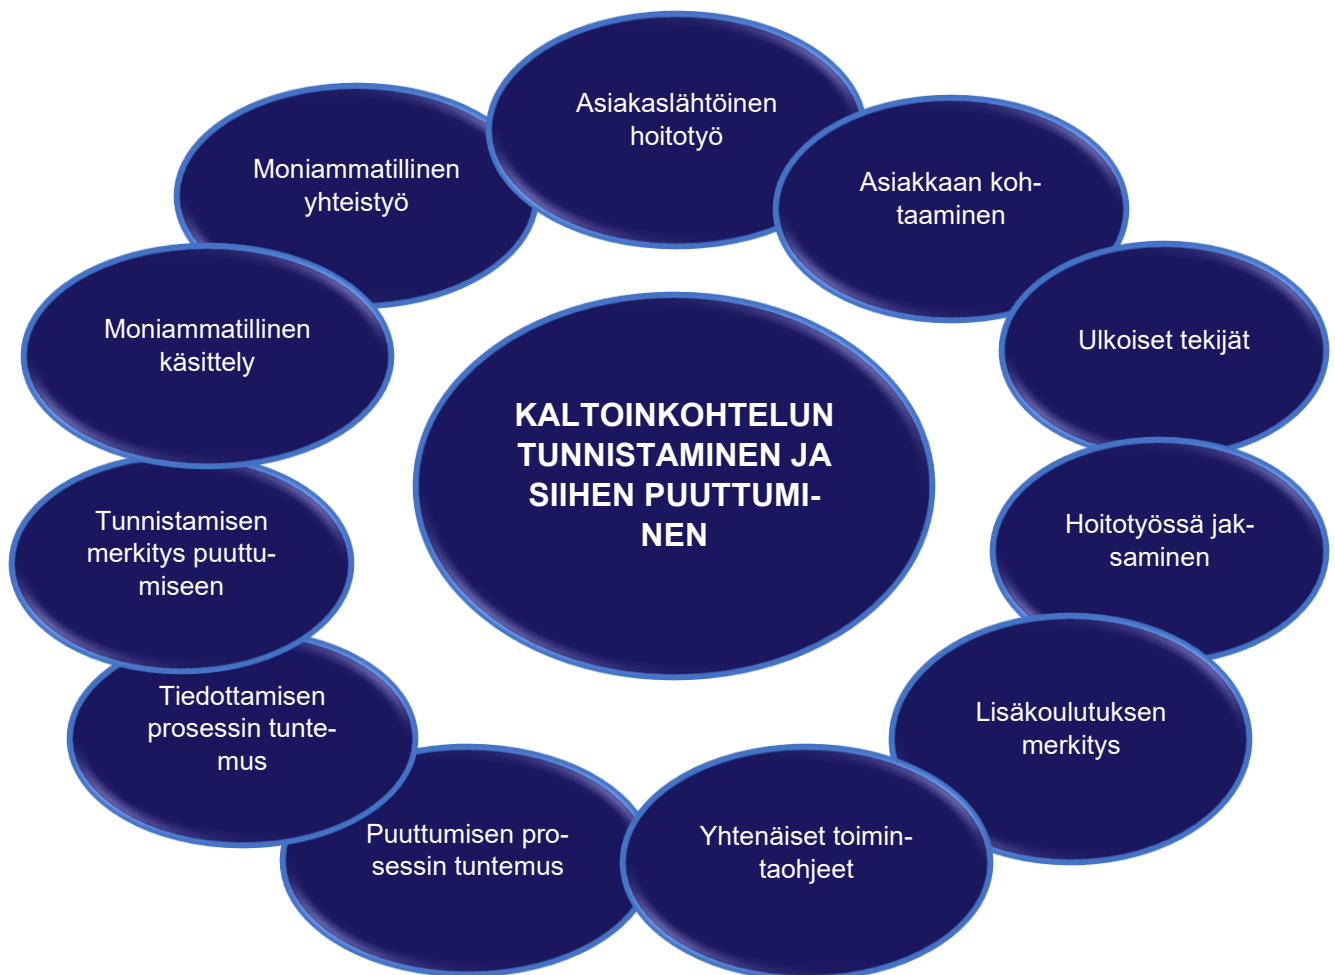 Asiakaslähtöinen
hoitotyö
Asiakkaan koh-
taaminen
Ulkoiset tekijät
Hoitotyössä jak-
saminen
Lisäkoulutuksen
merkitys
Yhtenäiset toimin-
taohjeet
Puuttumisen pro-
sessin tuntemus
Tiedottamisen
prosessin tunte-
mus
Tunnistamisen
merkitys puuttu-
miseen
Moniammatillinen
käsittely
Moniammatillinen
yhteistyö
KALTOINKOHTELUN
TUNNISTAMINEN JA
SIIHEN PUUTTUMI-
NEN